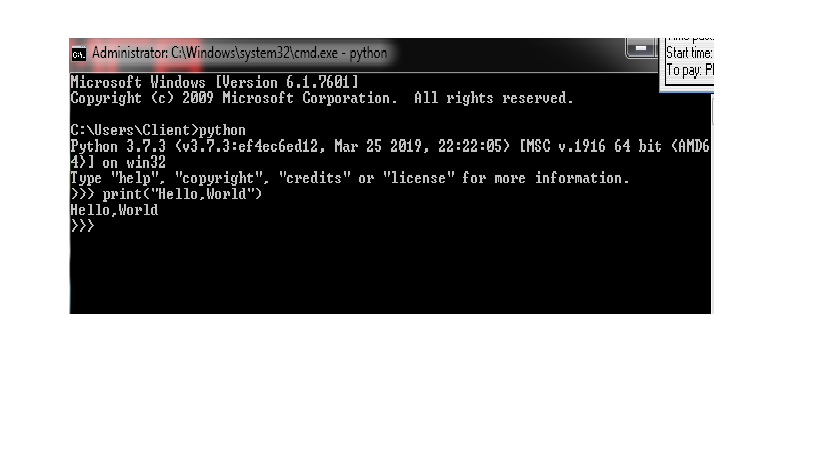 Administrator: C:\Windows\system32\cmd.exe - python
Start time:
To pay:
Microsoft Windows [Version 6.1.7601]
Copyright (c) 2009 Microsoft Corporation.  All rights reserved.
C:\Users\Client>python
Python 3.7.3 (v3.7.3:ef4ec6ed12, Mar 25 2019, 22:22:05) [MSC v.1916 64 bit (AMD6
4)] on win32
Type "help", "copyright", "credits" or "license" for more information.
>>> print("Hello,World")
Hello,World
>>>